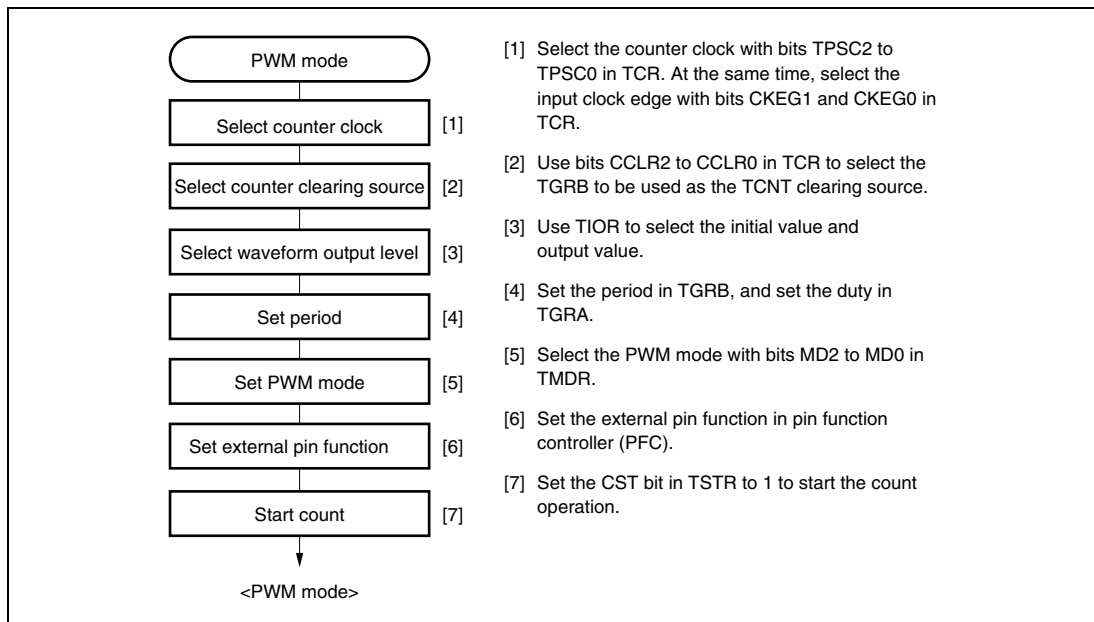 PWM mode
Select counter clock
[1]
Select counter clearing source
[2]
Select waveform output level
[3]
Set period
[4]
Set PWM mode
[5]
Set external pin function
[6]
Start count
[7]
<PWM mode>
[1] Select the counter clock with bits TPSC2 to
TPSC0 in TCR. At the same time, select the
input clock edge with bits CKEG1 and CKEG0 in
TCR.
[2] Use bits CCLR2 to CCLR0 in TCR to select the
TGRB to be used as the TCNT clearing source.
[3] Use TIOR to select the initial value and
output value.
[4] Set the period in TGRB, and set the duty in
TGRA.
[5] Select the PWM mode with bits MD2 to MD0 in
TMDR.
[6] Set the external pin function in pin function
controller (PFC).
[7] Set the CST bit in TSTR to 1 to start the count
operation.